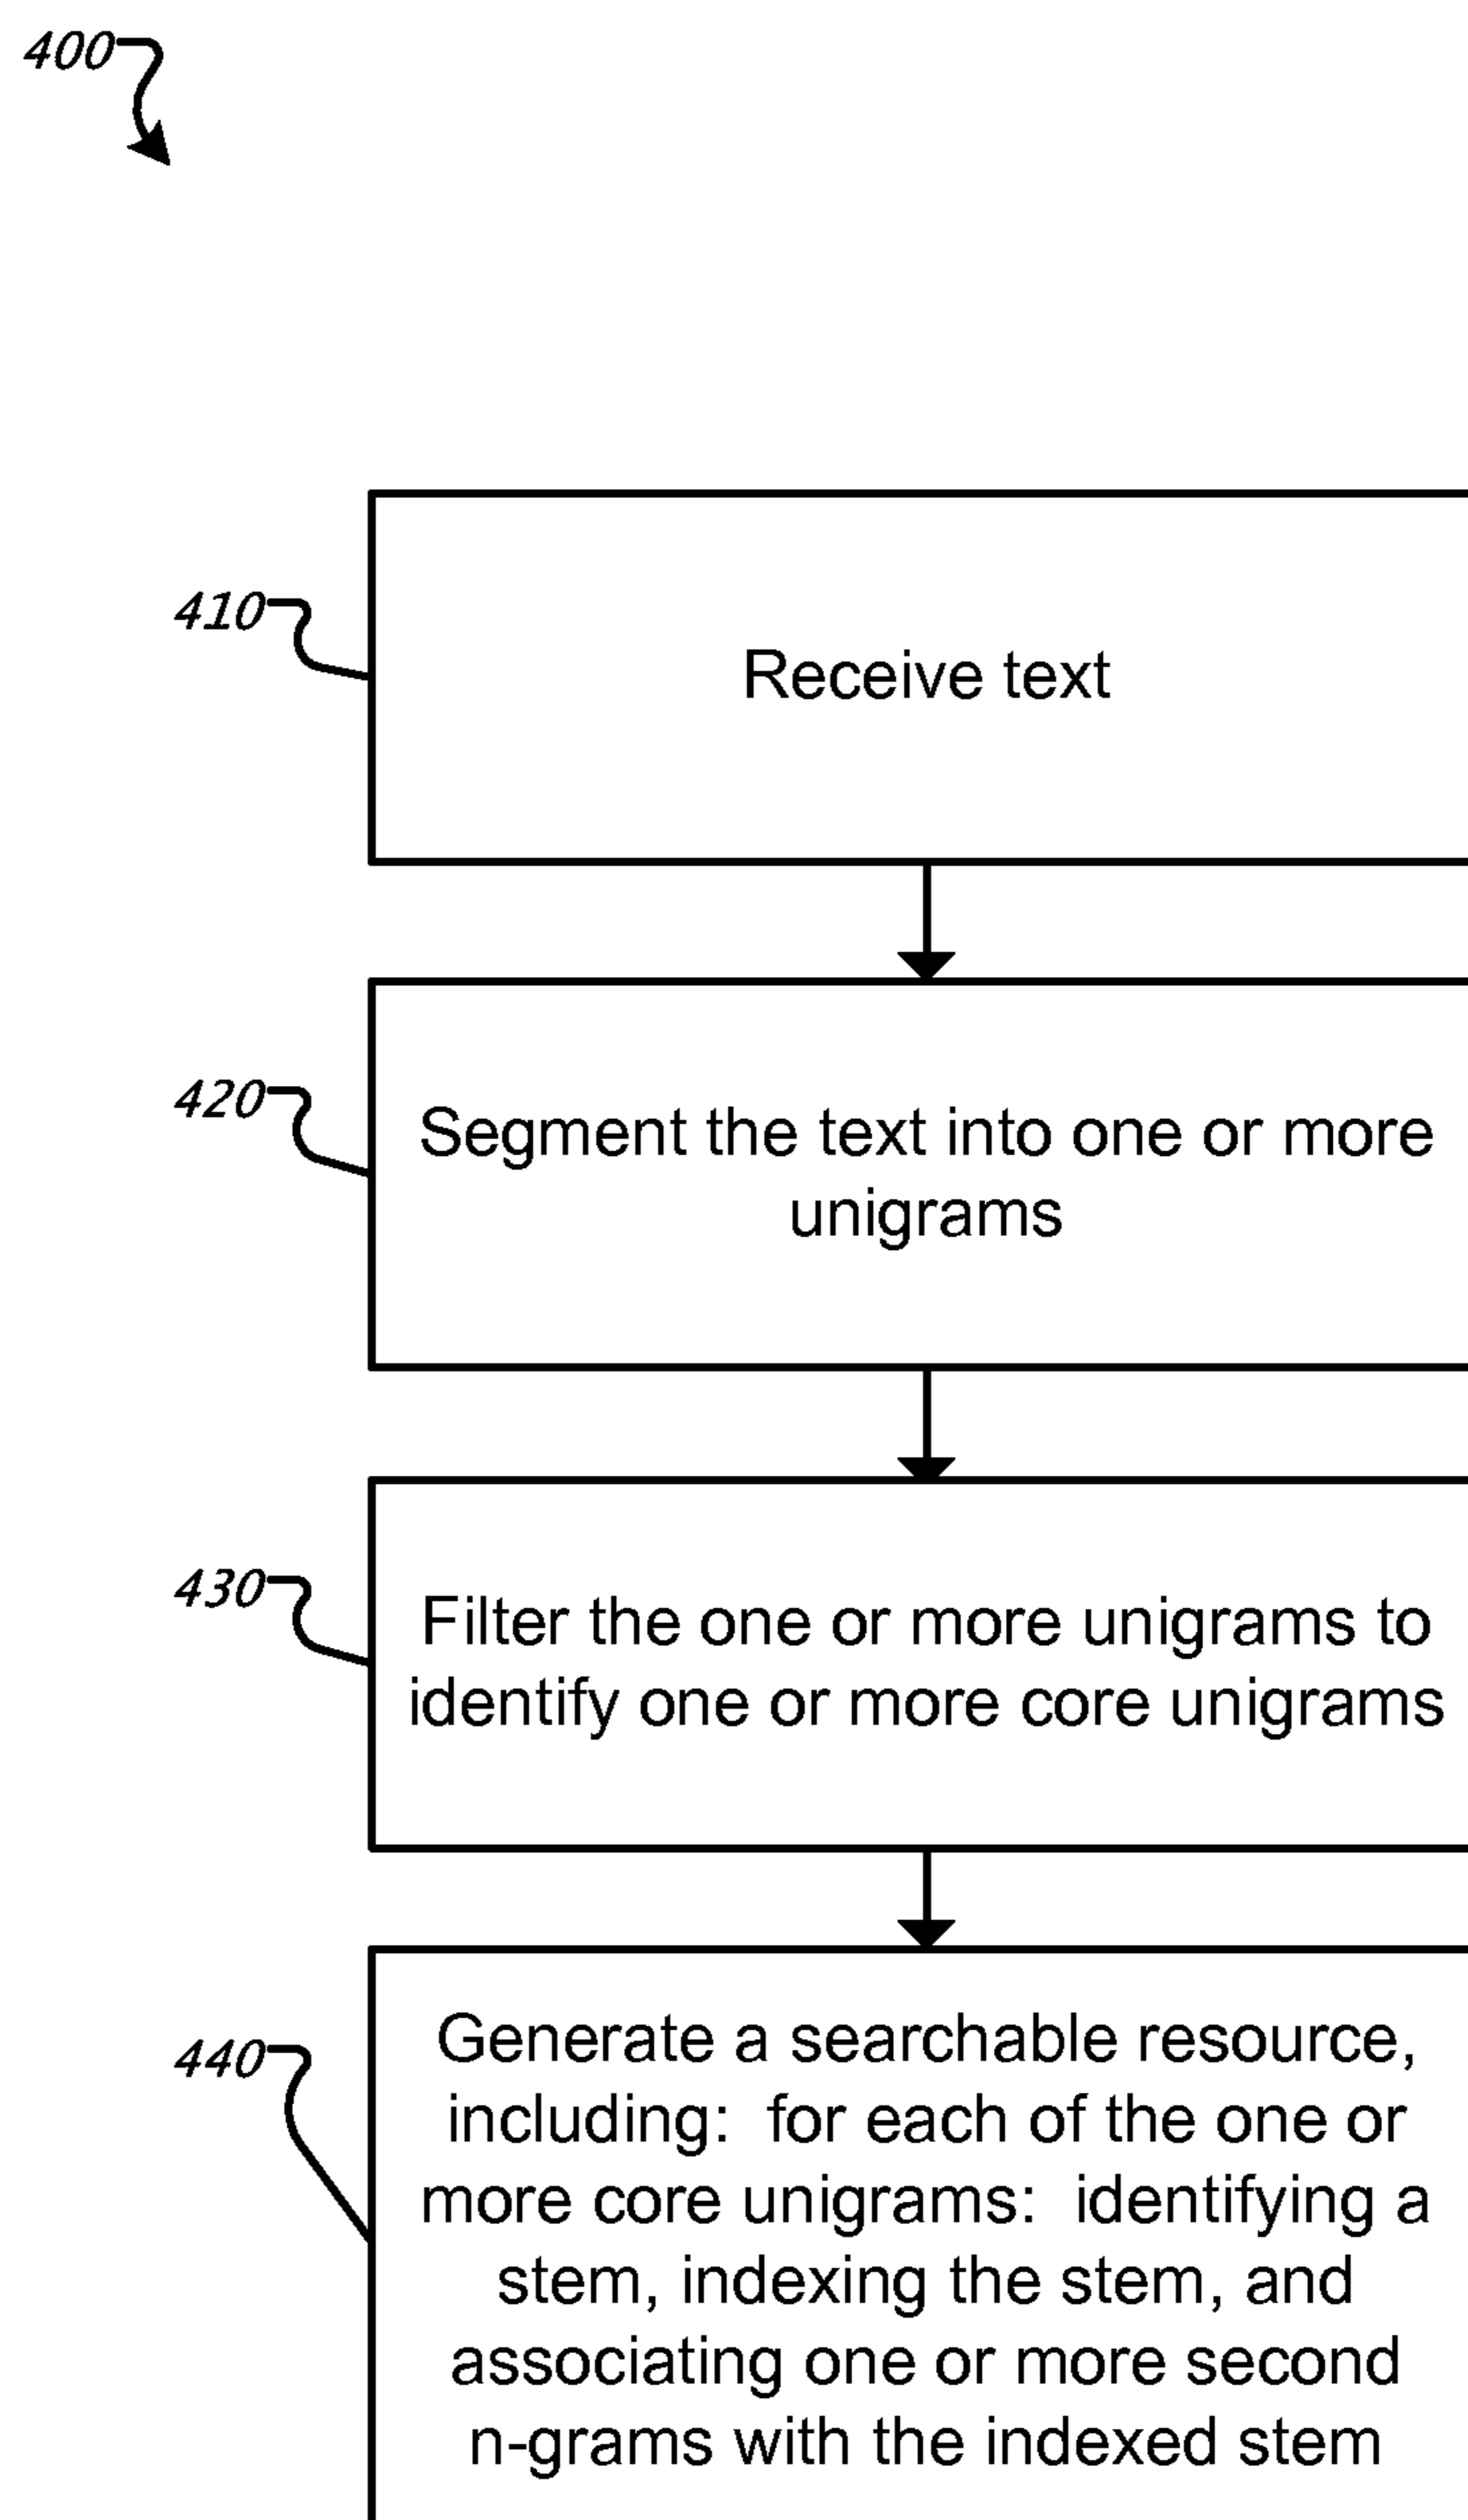 400
410
Receive text
420
Segment the text into one or more
unigrams
430
Filter the one or more unigrams to
identify one or more core unigrams
440
Generate a searchable resource,
including:  for each of the one or
more core unigrams:  identifying a
stem, indexing the stem, and
associating one or more second
n-grams with the indexed stem